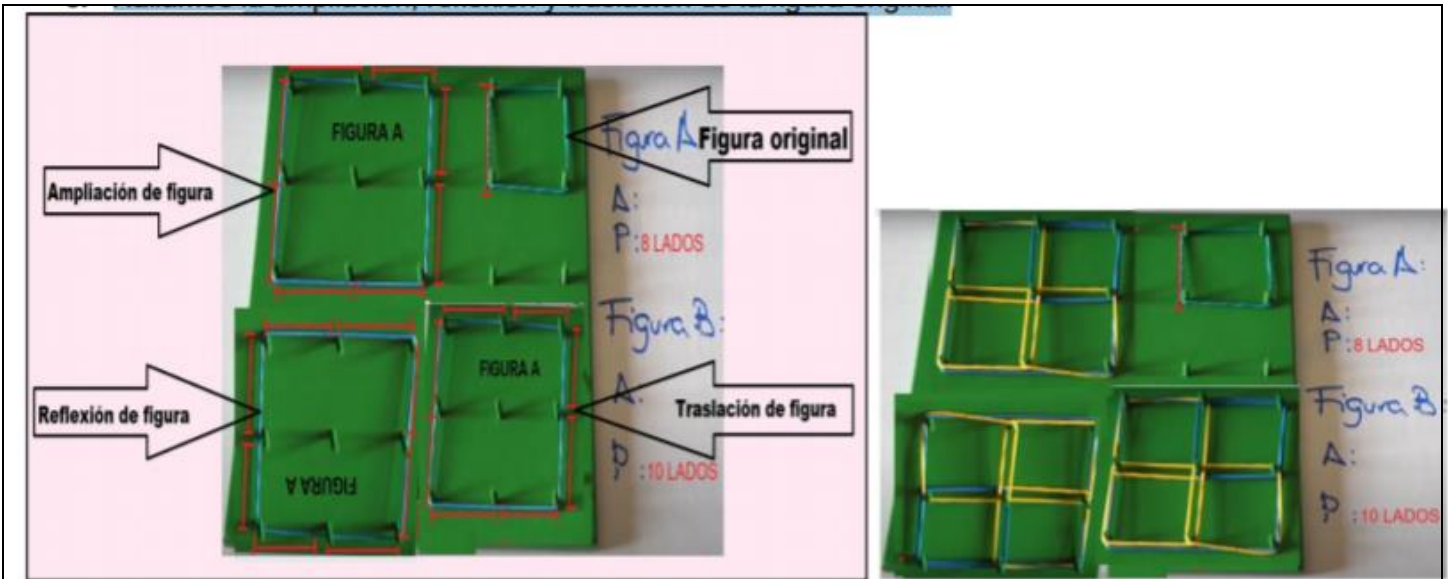 FIGURA A
Figura original
Figura A
Ampliación de figura
A:
P: 8 LADOS
Figura B:
FIGURA A
A.
Reflexión de figura
Traslación de figura
FIGURA A
P: 10 LADOS
Figura A:
A:
P: 8 LADOS
Figura B:
A:
P: 10 LADOS